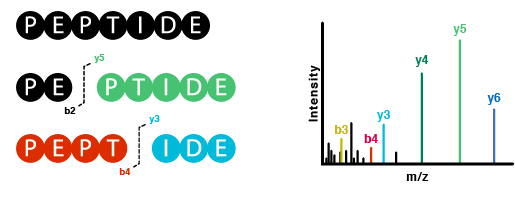 PEPTIDE
y5
PE PTIDE
b2
y3
PEPT IDE
b4
Intensity
b3
b4
y3
y4
y5
y6
m/z